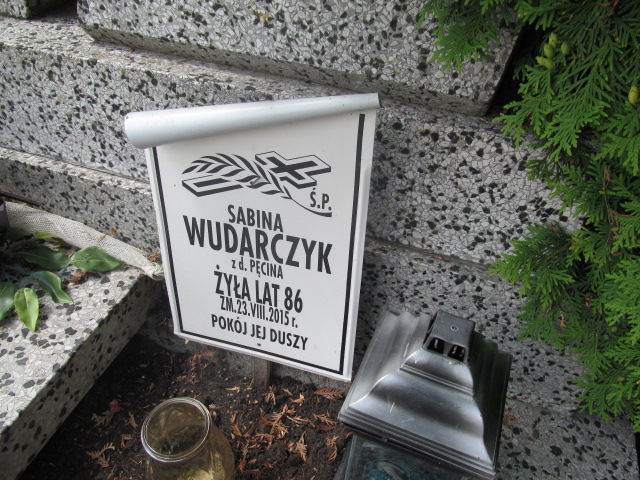 Ś.P.
SABINA
WUDARCZYK
z d. PĘCINA
ŻYŁA LAT 86
ZM.23.VIII.2015 r.
POKÓJ JEJ DUSZY